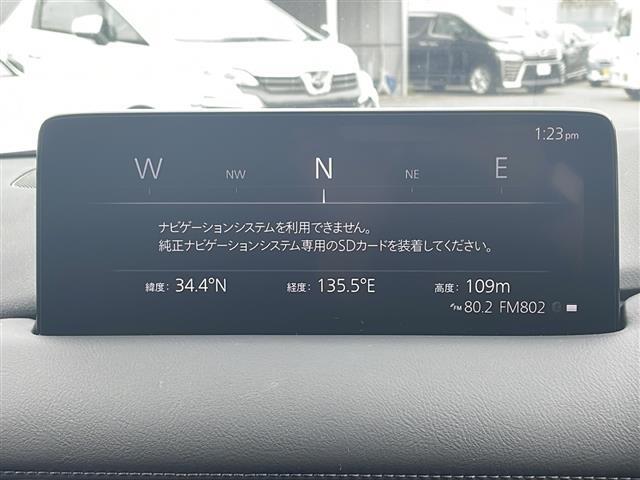 1:23 pm
W NW N NE E
ナビゲーションシステムを利用できません。
純正ナビゲーションシステム専用のSDカードを装着してください。
緯度: 34.4°N 経度: 135.5°E 高度: 109m
FM 80.2 FM802